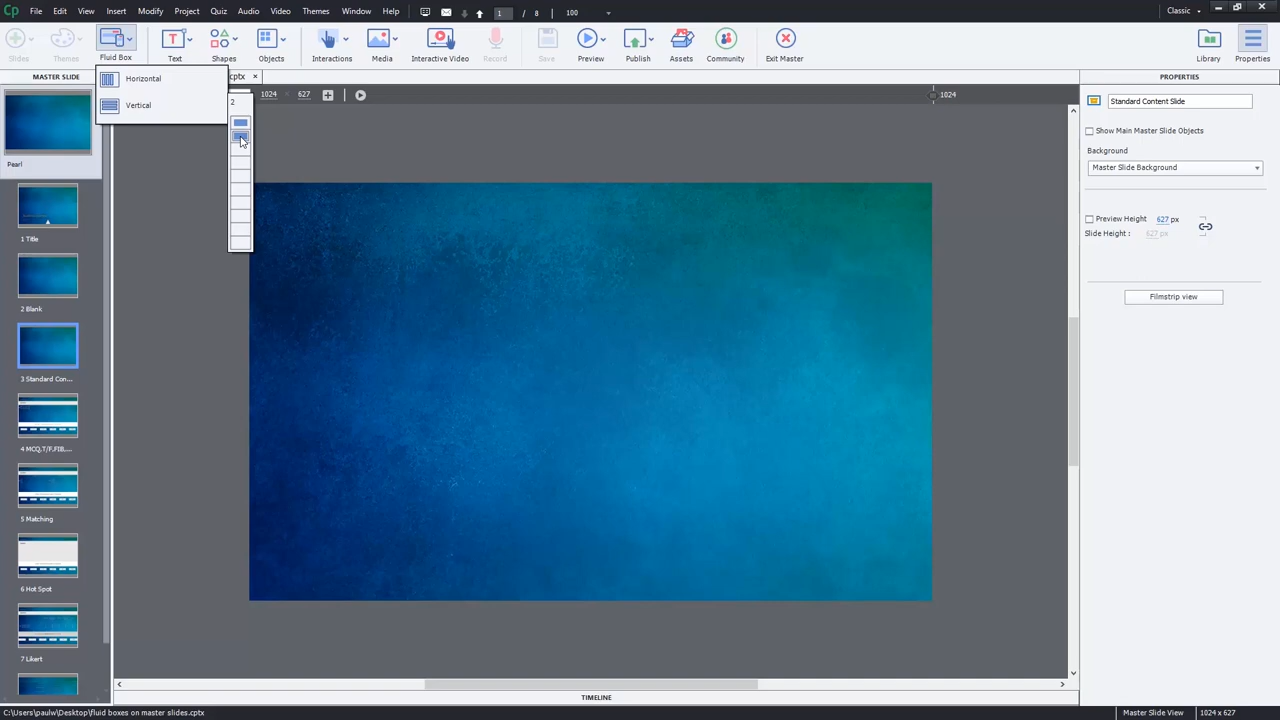 Cp File Edit View Insert Modify Project Quiz Audio Video Themes Window Help 1 / 8 100 Classic
Slides Themes Fluid Box Text Shapes Objects Interactions Media Interactive Video Record Save Preview Publish Community Assets Exit Master Library Properties
MASTER SLIDE
.cptx ×
PROPERTIES
Horizontal
Vertical
2
1024 × 627
1024
Pearl
1 Title
2 Blank
3 Standard Con...
4 MCQ,T/F,FIB,...
5 Matching
6 Hot Spot
7 Likert
Standard Content Slide
Show Main Master Slide Objects
Background
Master Slide Background
Preview Height 627 px
Slide Height : 627 px
Filmstrip view
TIMELINE
C:\Users\paulw\Desktop\fluid boxes on master slides.cptx
Master Slide View
1024 x 627